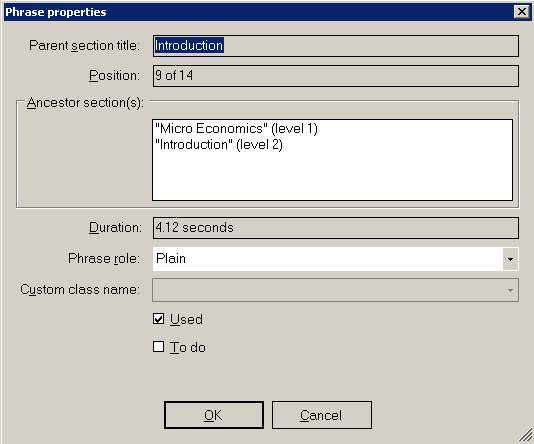 Phrase properties
Parent section title: Introduction
Position: 9 of 14
Ancestor section(s):
"Micro Economics" (level 1)
"Introduction" (level 2)
Duration: 4.12 seconds
Phrase role: Plain
Custom class name:
Used
To do
OK Cancel